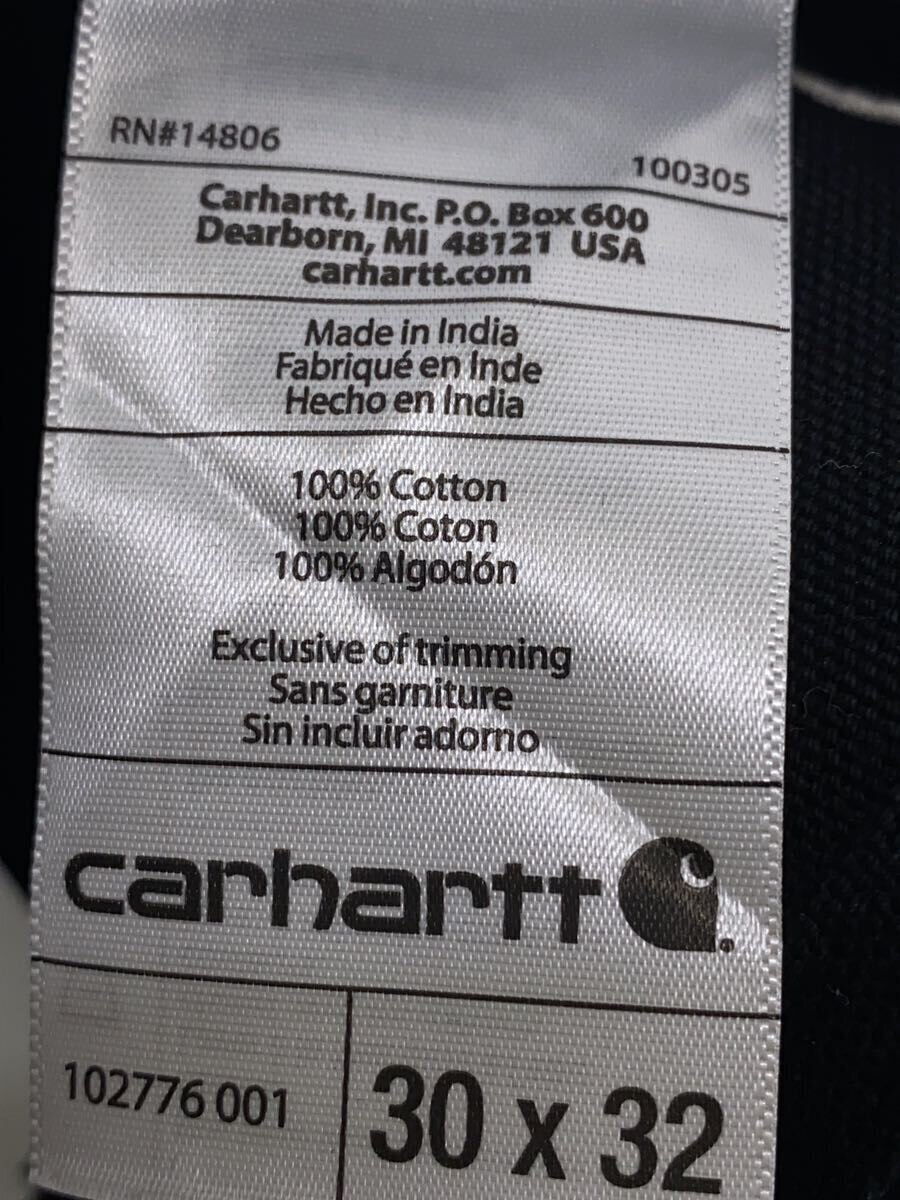 RN#14806
100305
Carhartt, Inc. P.O. Box 600
Dearborn, MI 48121 USA
carhartt.com
Made in India
Fabriqué en Inde
Hecho en India
100% Cotton
100% Coton
100% Algodón
Exclusive of trimming
Sans garniture
Sin incluir adorno
carhartt
102776 001
30 x 32